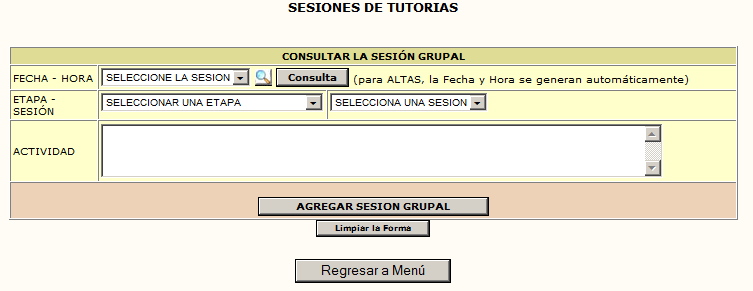 SESIONES DE TUTORIAS
CONSULTAR LA SESIÓN GRUPAL
FECHA - HORA SELECCIONE LA SESION Consulta (para ALTAS, la Fecha y Hora se generan automáticamente)
ETAPA - SESIÓN SELECCIONAR UNA ETAPA SELECCIONA UNA SESION
ACTIVIDAD
AGREGAR SESION GRUPAL
Limpiar la Forma
Regresar a Menú